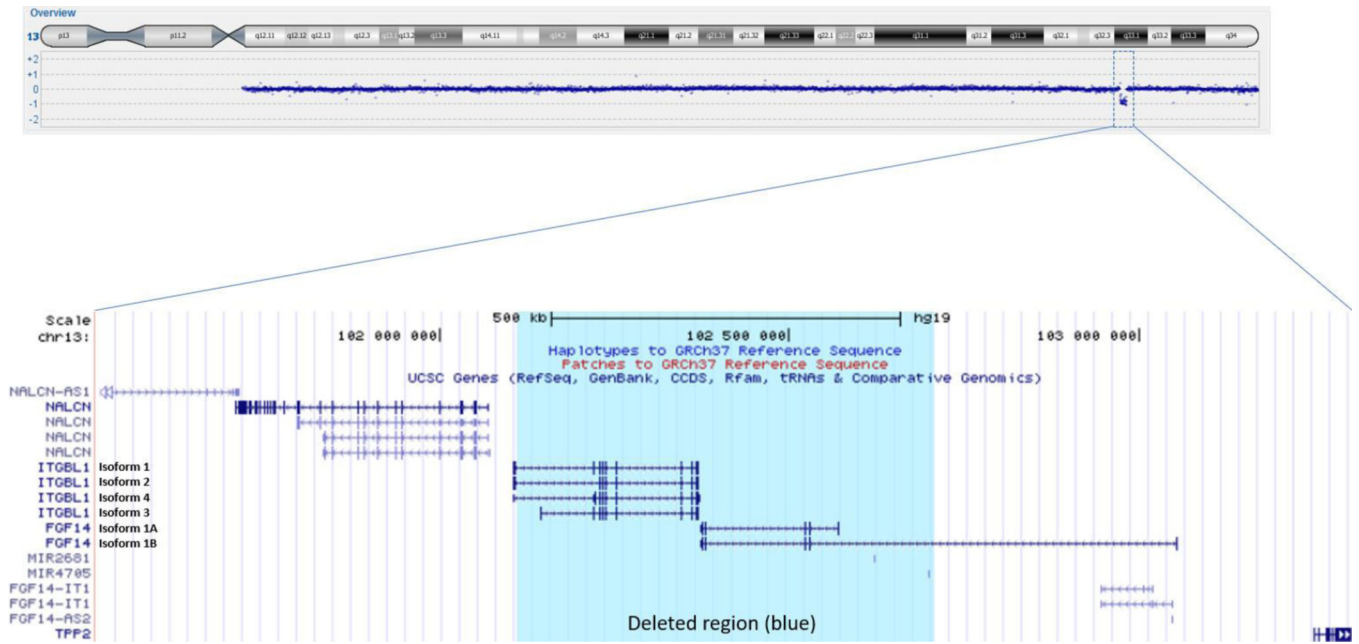 Overview
13 p13 p11.2 q12.11 q12.12 q12.13 q12.3 q13.1 q13.2 q13.3 q14.11 q14.2 q14.3 q21.1 q21.2 q21.31 q21.32 q21.33 q22.1 q22.2 q22.3 q31.1 q31.2 q31.3 q32.1 q32.3 q33.1 q33.2 q33.3 q34
+2
+1
0
-1
-2
Scale 500 kb hg19
chr13: 102 000 000 102 500 000 103 000 000
Haplotypes to GRCh37 Reference Sequence
Patches to GRCh37 Reference Sequence
UCSC Genes (RefSeq, GenBank, CCDS, Rfam, tRNAs & Comparative Genomics)
NALCN-AS1
NALCN
NALCN
NALCN
NALCN
ITGBL1 Isoform 1
ITGBL1 Isoform 2
ITGBL1 Isoform 4
ITGBL1 Isoform 3
FGF14 Isoform 1A
FGF14 Isoform 1B
MIR2681
MIR4705
FGF14-IT1
FGF14-IT1
FGF14-AS2
TPP2
Deleted region (blue)